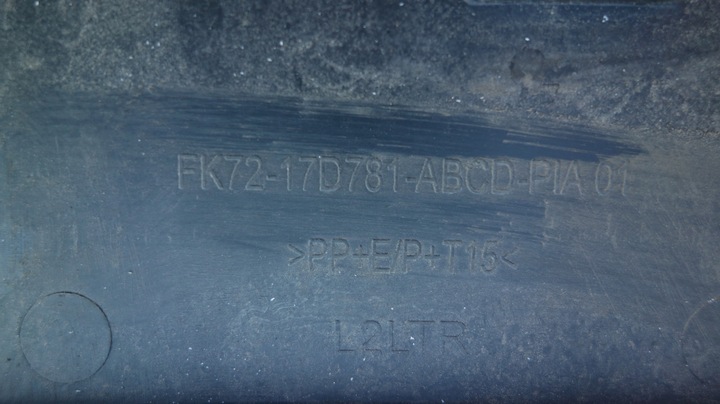 FK72-17D781-ABCD-PIA 01
>PP+E/P+T15<
L2LTR